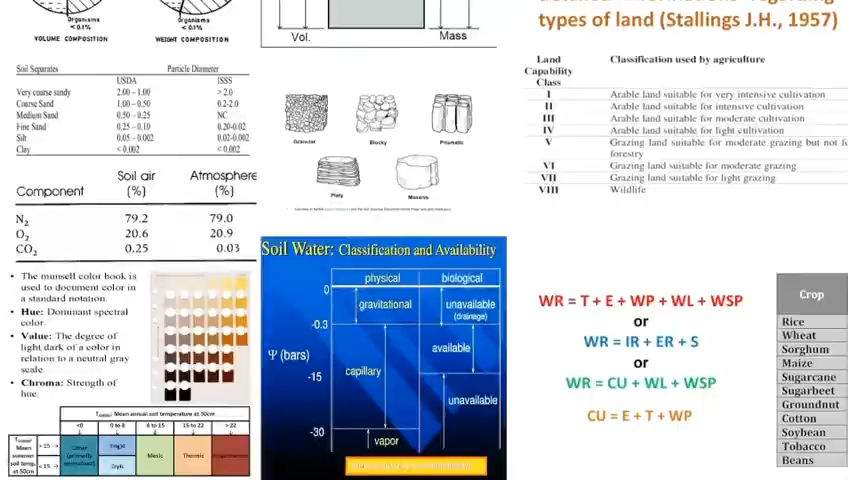 Organisms
< 0.1%
VOLUME COMPOSITION
Organisms
< 0.1%
WEIGHT COMPOSITION
Vol.
Mass
types of land (Stallings J.H., 1957)
Soil Separates
Particle Diameter
USDA
ISSS
Very coarse sandy 2.00 – 1.00 > 2.0
Coarse Sand 1.00 – 0.50 0.2-2.0
Medium Sand 0.50 – 0.25 NC
Fine Sand 0.25 – 0.10 0.20-0.02
Silt 0.05 – 0.002 0.02-0.002
Clay < 0.002 < 0.002
Granular
Blocky
Prismatic
Platy
Massive
Land
Capability
Class
Classification used by agriculture
I Arable land suitable for very intensive cultivation
II Arable land suitable for intensive cultivation
III Arable land suitable for moderate cultivation
IV Arable land suitable for light cultivation
V Grazing land suitable for moderate grazing but not
forestry
VI Grazing land suitable for moderate grazing
VII Grazing land suitable for light grazing
VIII Wildlife
Component
Soil air
(%)
Atmosphere
(%)
N2 79.2 79.0
O2 20.6 20.9
CO2 0.25 0.03
• The munsell color book is
used to document color in
a standard notation.
• Hue: Dominant spectral
color.
• Value: The degree of
light dark of a color in
relation to a neutral gray
scale.
• Chroma: Strength of
hue.
Soil Water: Classification and Availability
physical
biological
0
gravitational
unavailable
(drainage)
-0.3
Ψ (bars)
available
capillary
-15
unavailable
-30
vapor
WR = T + E + WP + WL + WSP
or
WR = IR + ER + S
or
WR = CU + WL + WSP
CU = E + T + WP
Crop
Rice
Wheat
Sorghum
Maize
Sugarcane
Sugarbeet
Groundnut
Cotton
Soybean
Tobacco
Beans
Mean annual soil temperature at 50cm
<0
0 to 8
8 to 15
15 to 22
> 22
Mean
summer
soil temp.
at 50cm
> 15
< 15
Frigid
Cryic
Mesic
Thermic